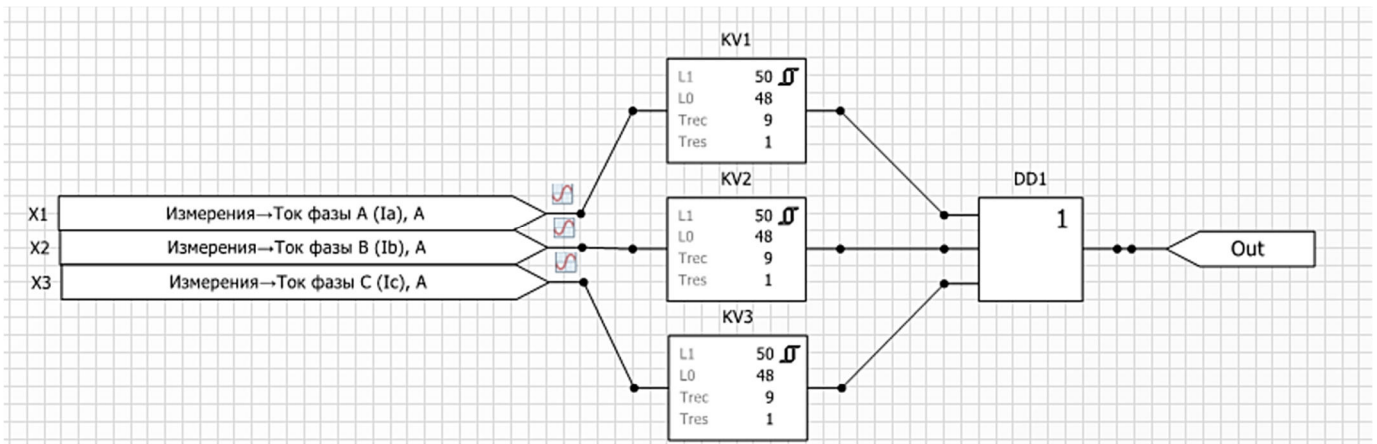 KV1
L1 50
L0 48
Trec 9
Tres 1
KV2
DD1
X1 Измерения→Ток фазы A (Ia), A
L1 50
1
X2 Измерения→Ток фазы B (Ib), A
L0 48
Out
Trec 9
X3 Измерения→Ток фазы C (Ic), A
Tres 1
KV3
L1 50
L0 48
Trec 9
Tres 1